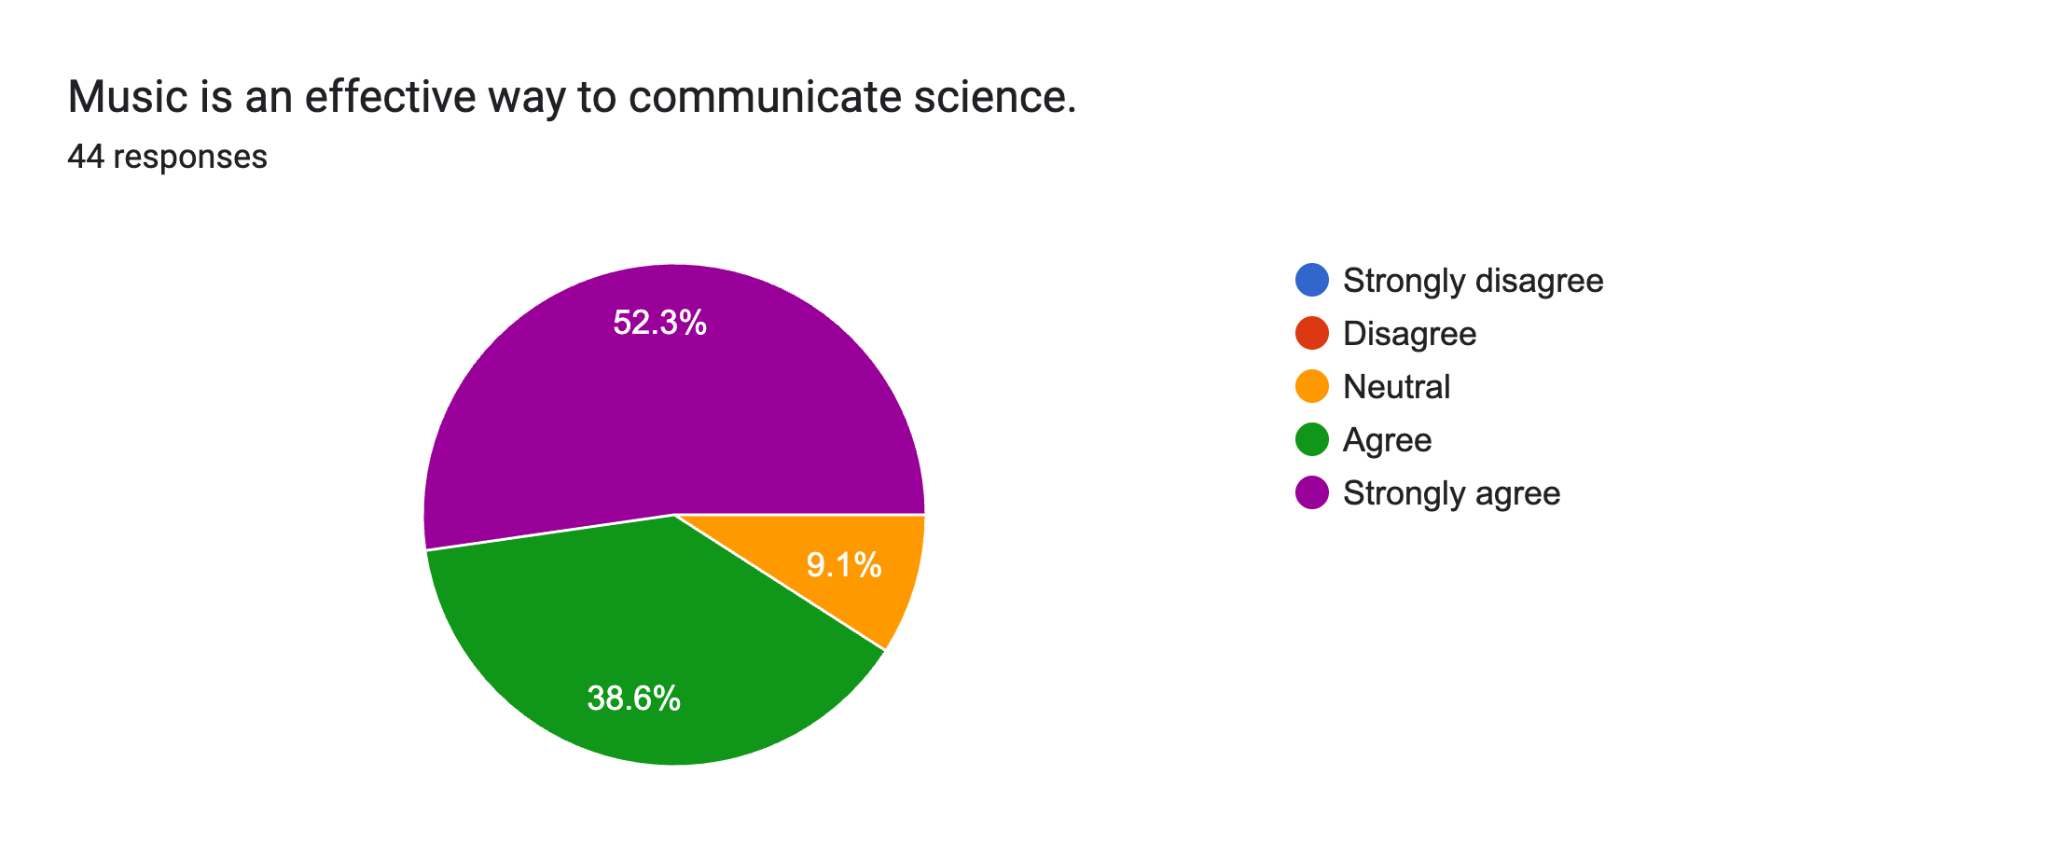 Music is an effective way to communicate science.
44 responses
52.3%
9.1%
38.6%
Strongly disagree
Disagree
Neutral
Agree
Strongly agree